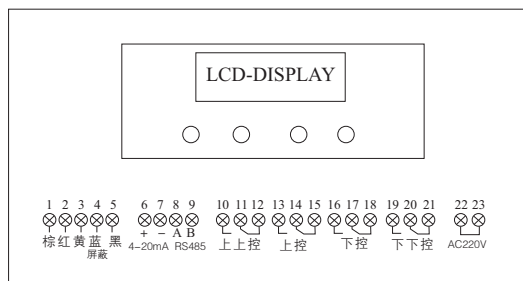 LCD-DISPLAY
1 2 3 4 5 6 7 8 9 10 11 12 13 14 15 16 17 18 19 20 21 22 23
+ − A B
棕 红 黄 蓝 黑 4-20mA RS485 上上控 上控 下控 下下控 AC220V
屏蔽